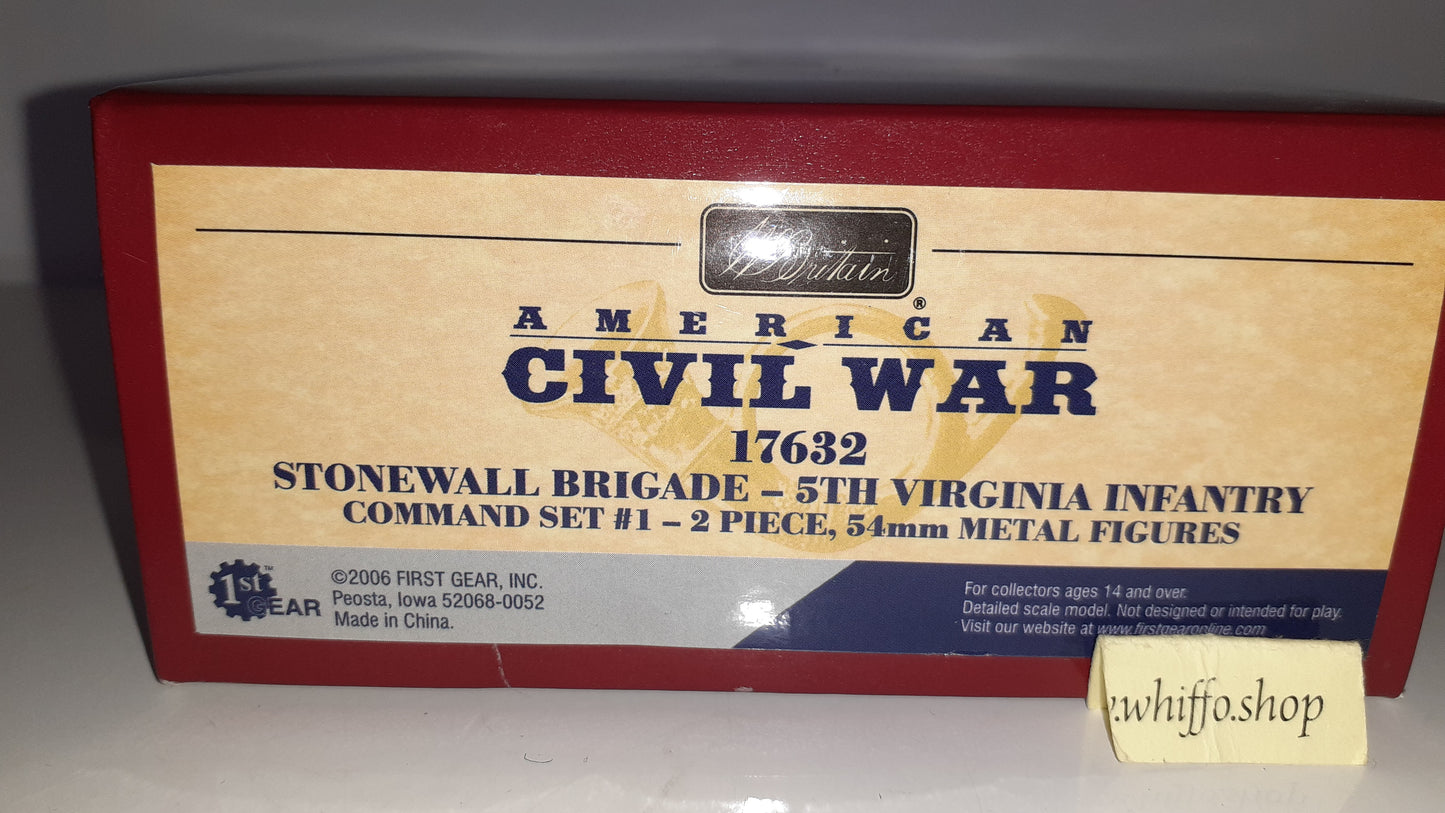 W Britain
®
AMERICAN
CIVIL WAR
17632
STONEWALL BRIGADE – 5TH VIRGINIA INFANTRY
COMMAND SET #1 – 2 PIECE, 54mm METAL FIGURES
1st GEAR™
©2006 FIRST GEAR, INC.
Peosta, Iowa 52068-0052
Made in China.
For collectors ages 14 and over.
Detailed scale model. Not designed or intended for play.
Visit our website at www.firstgearonline.com
.whiffo.shop